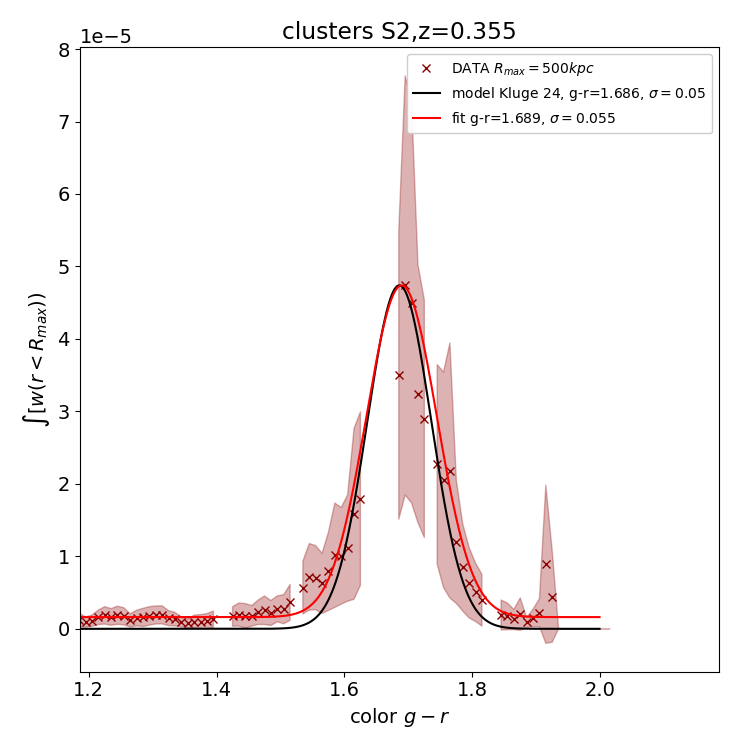 clusters S2,z=0.355
1e−5
DATA R_max = 500kpc
model Kluge 24, g-r=1.686, σ = 0.05
fit g-r=1.689, σ = 0.055
8
7
6
5
4
3
2
1
0
∫[w(r < R_max))
1.2 1.4 1.6 1.8 2.0
color g − r